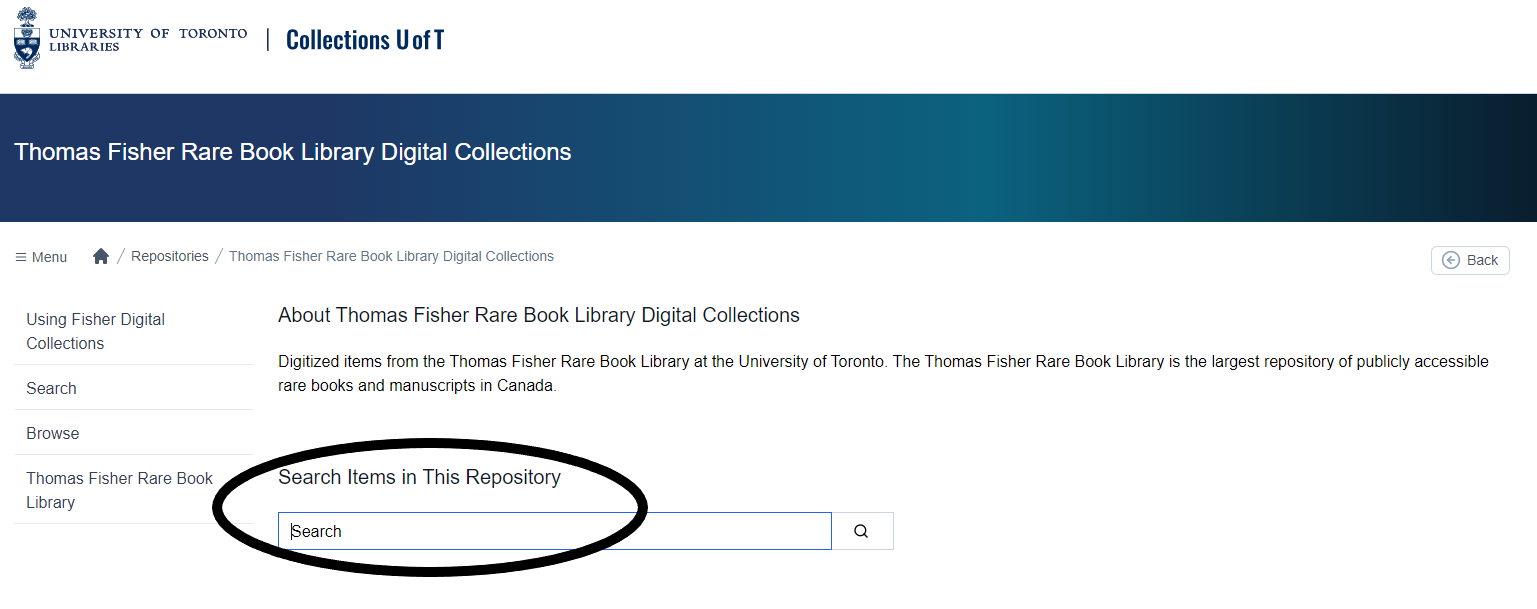 UNIVERSITY OF TORONTO
LIBRARIES
Collections U of T
Thomas Fisher Rare Book Library Digital Collections
Menu
/ Repositories / Thomas Fisher Rare Book Library Digital Collections
Back
Using Fisher Digital
Collections
Search
Browse
Thomas Fisher Rare Book
Library
About Thomas Fisher Rare Book Library Digital Collections
Digitized items from the Thomas Fisher Rare Book Library at the University of Toronto. The Thomas Fisher Rare Book Library is the largest repository of publicly accessible
rare books and manuscripts in Canada.
Search Items in This Repository
Search